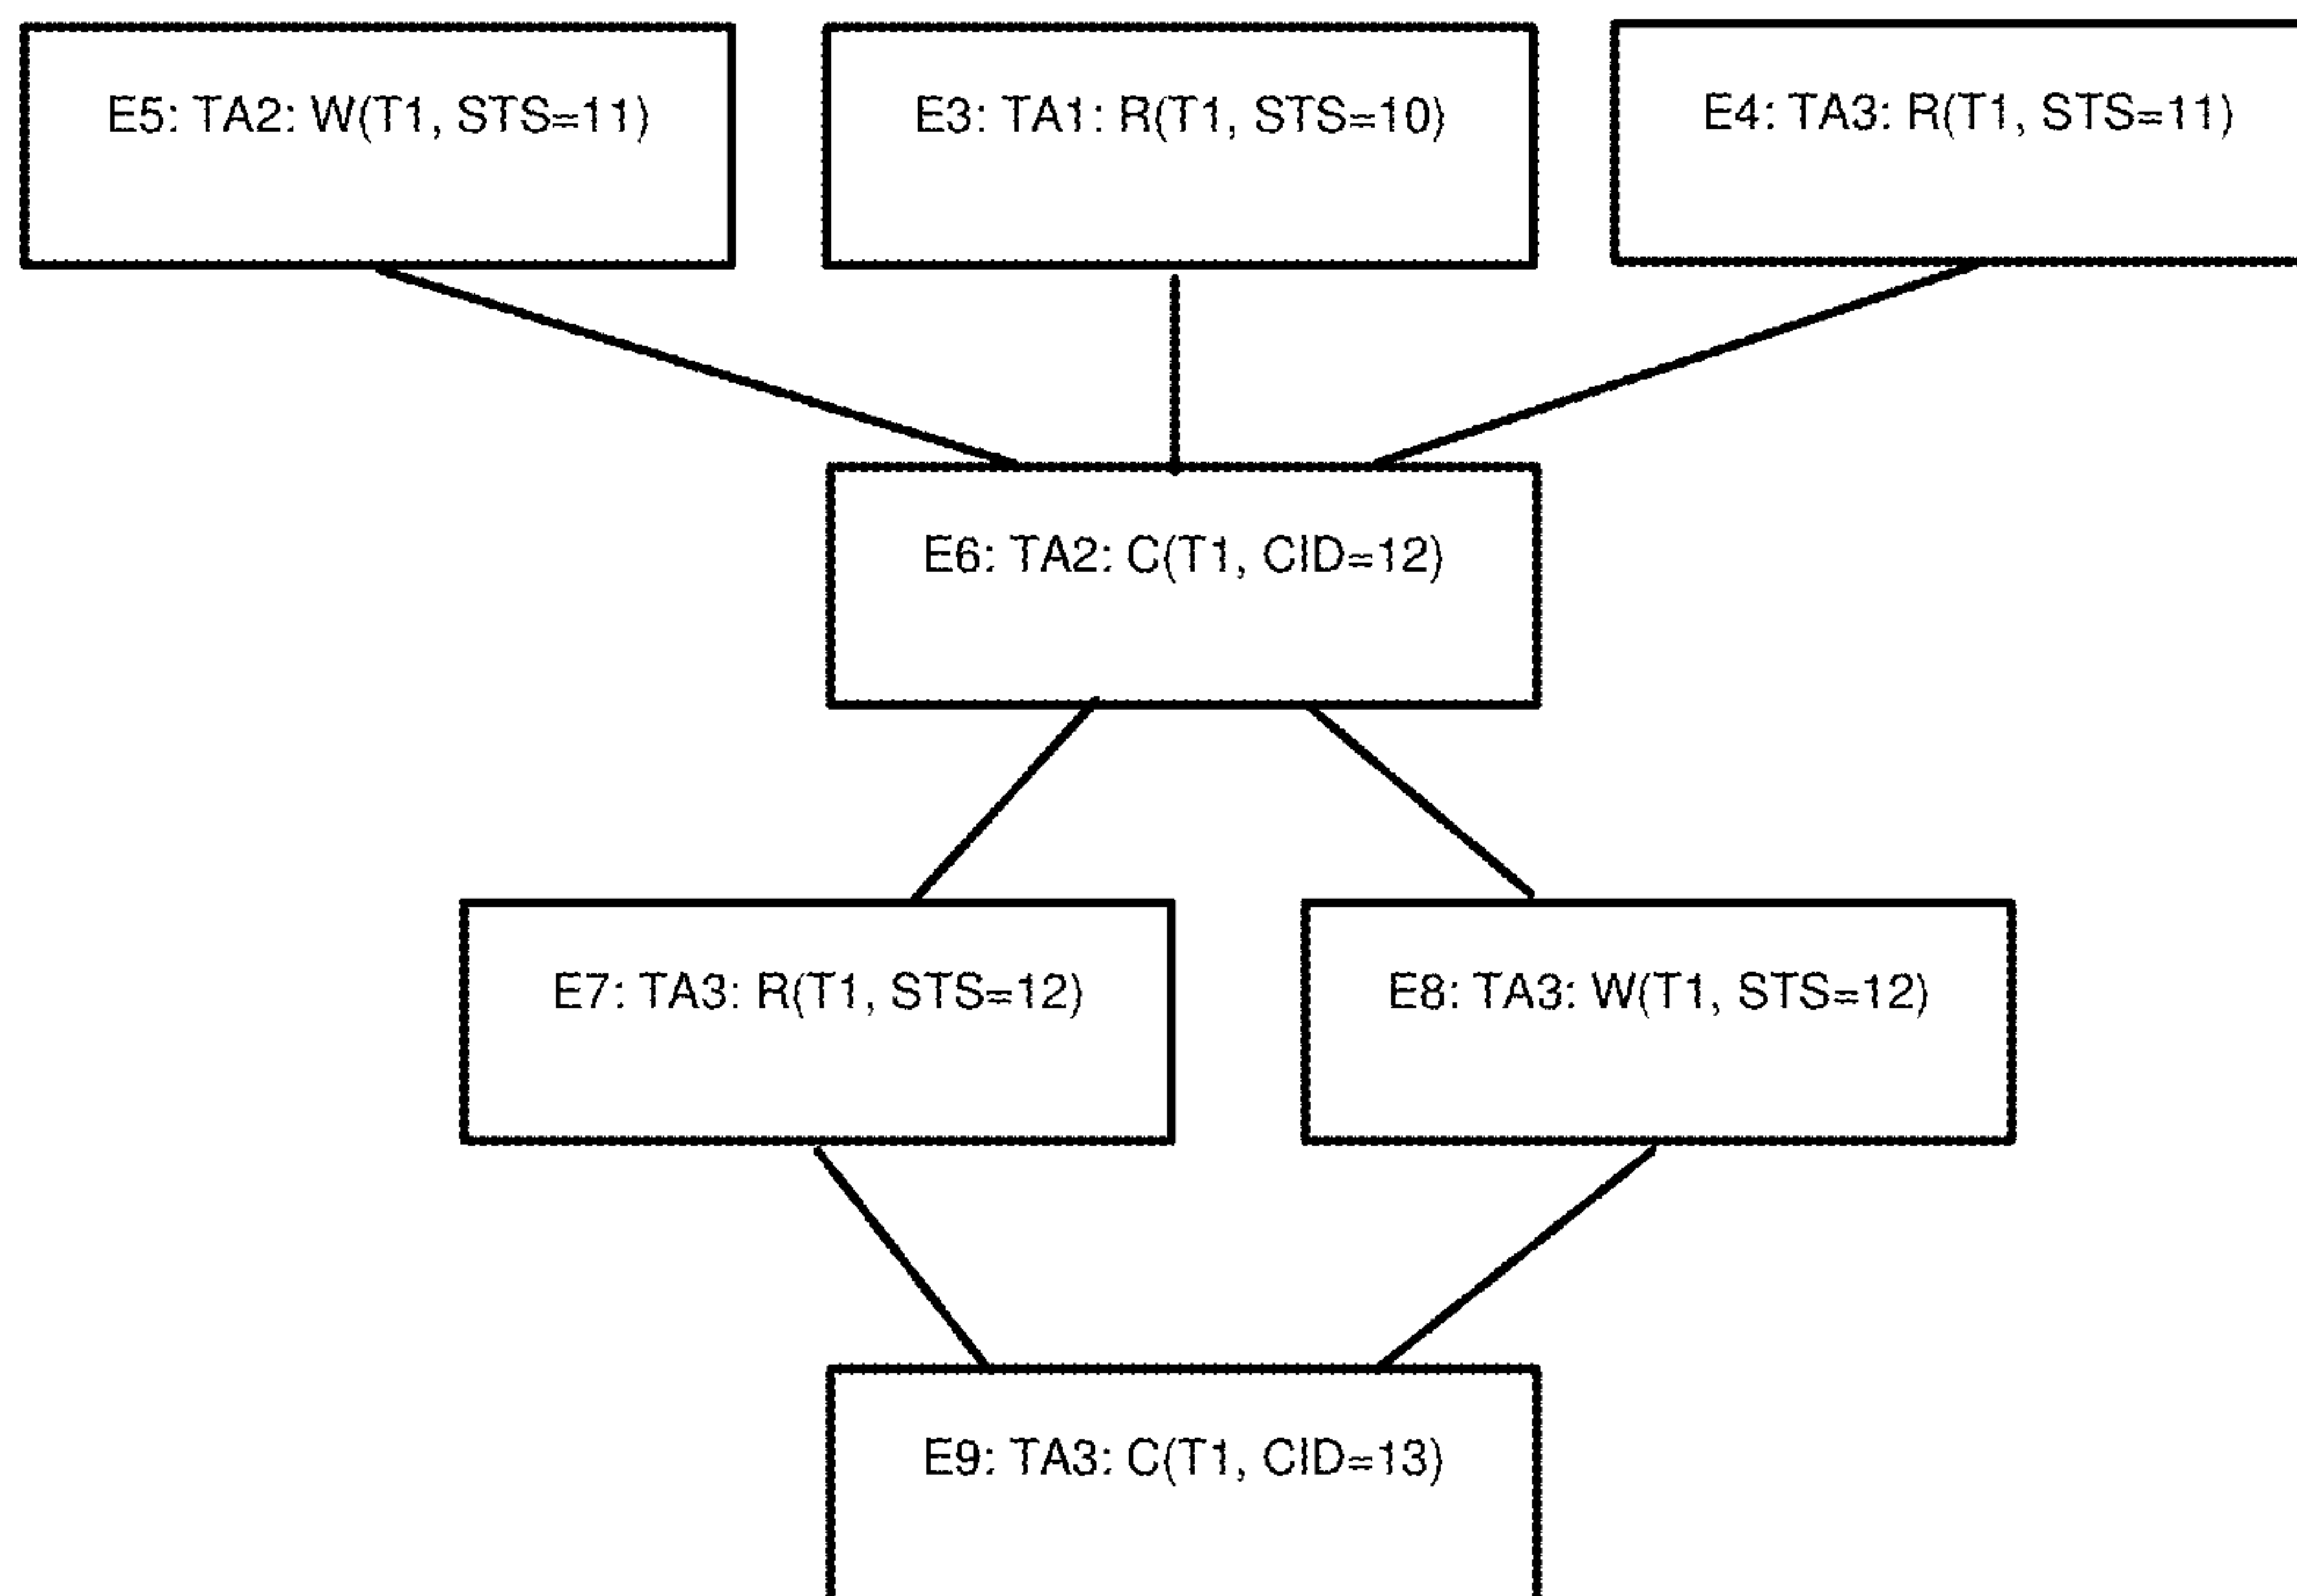 E5: TA2: W(T1, STS=11)
E3: TA1: R(T1, STS=10)
E4: TA3: R(T1, STS=11)
E6: TA2: C(T1, CID=12)
E7: TA3: R(T1, STS=12)
E8: TA3: W(T1, STS=12)
E9: TA3: C(T1, CID=13)